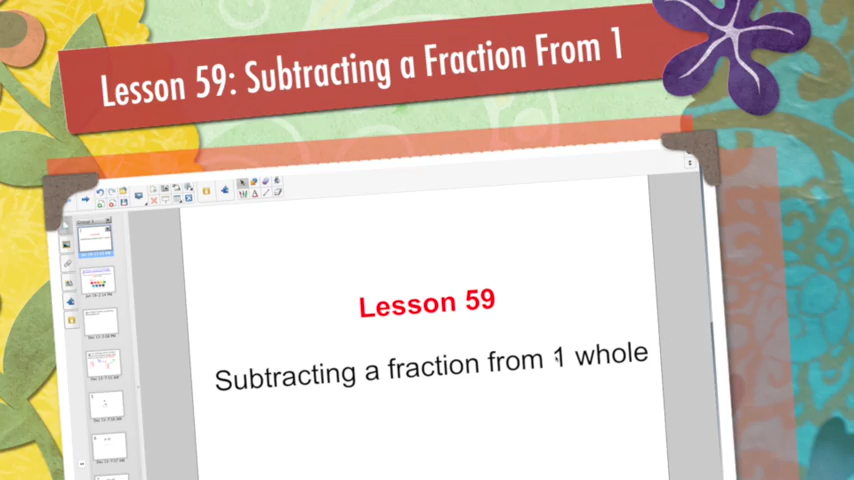 Lesson 59: Subtracting a Fraction From 1
Lesson 59
Subtracting a fraction from 1 whole